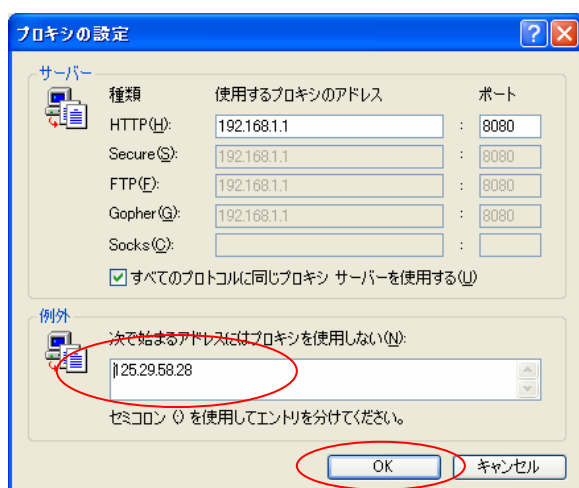 プロキシの設定
サーバー
種類 使用するプロキシのアドレス ポート
HTTP(H): 192.168.1.1 : 8080
Secure(S): 192.168.1.1 : 8080
FTP(F): 192.168.1.1 : 8080
Gopher(G): 192.168.1.1 : 8080
Socks(C): :
すべてのプロトコルに同じプロキシ サーバーを使用する(U)
例外
次で始まるアドレスにはプロキシを使用しない(N):
125.29.58.28
セミコロン (;) を使用してエントリを分けてください。
OK キャンセル